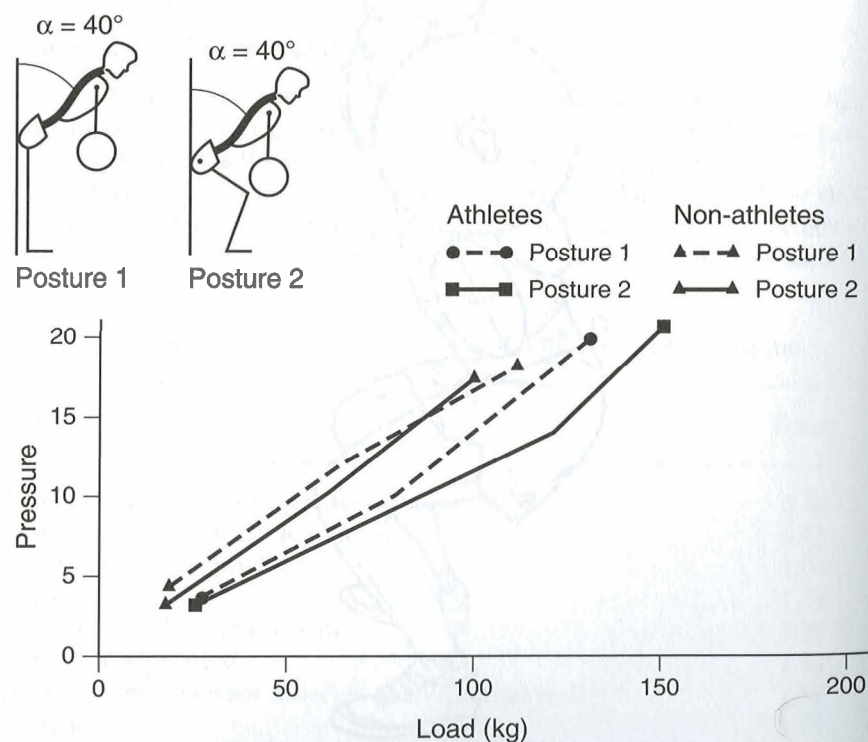 α = 40°
α = 40°
Posture 1
Posture 2
Athletes
Non-athletes
Posture 1
Posture 1
Posture 2
Posture 2
20
15
10
5
0
Pressure
0
50
100
150
200
Load (kg)